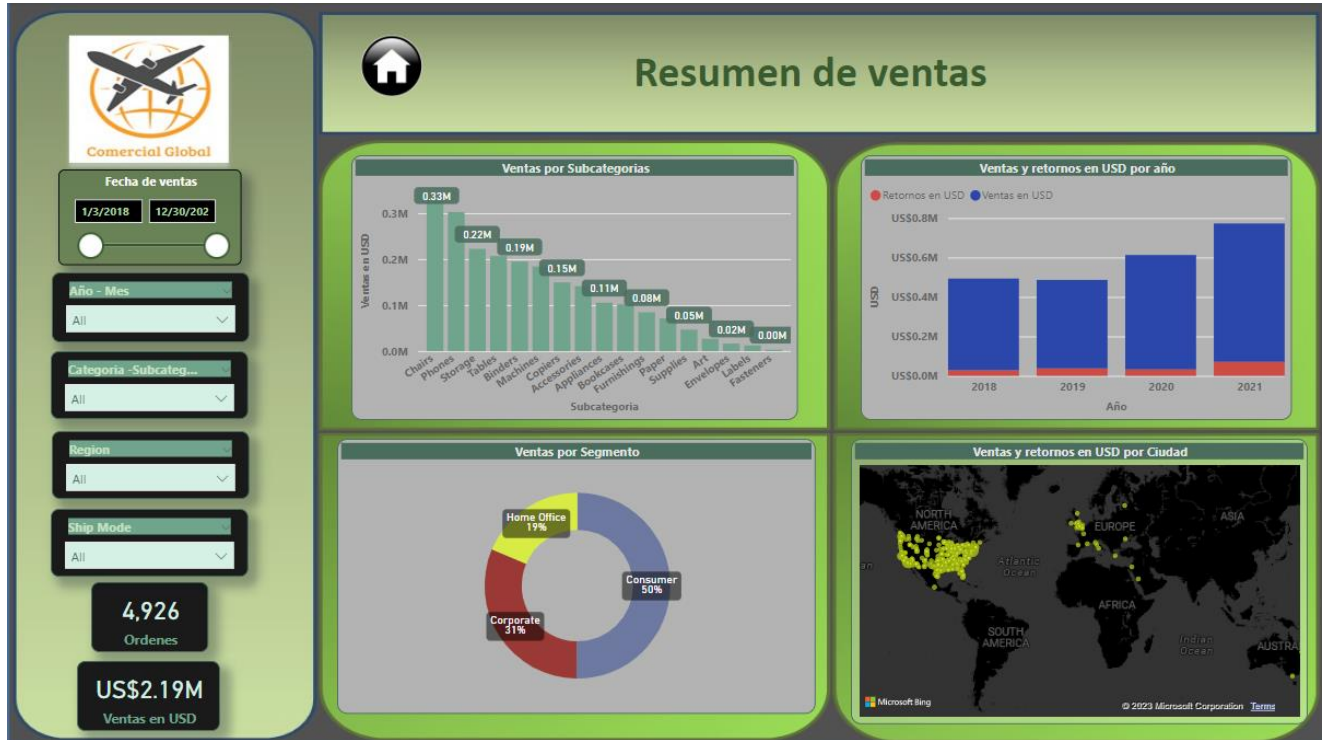 Comercial Global
Fecha de ventas
1/3/2018 12/30/202
Año - Mes
All
Categoria -Subcateg...
All
Region
All
Ship Mode
All
4,926
Ordenes
US$2.19M
Ventas en USD
Resumen de ventas
Ventas por Subcategorias
Ventas en USD
0.3M
0.2M
0.1M
0.0M
0.33M
0.22M
0.19M
0.15M
0.11M
0.08M
0.05M
0.02M
0.00M
Chairs
Phones
Storage
Tables
Binders
Machines
Copiers
Accessories
Appliances
Bookcases
Furnishings
Paper
Supplies
Art
Envelopes
Labels
Fasteners
Subcategoria
Ventas y retornos en USD por año
Retornos en USD Ventas en USD
USD
US$0.8M
US$0.6M
US$0.4M
US$0.2M
US$0.0M
2018 2019 2020 2021
Año
Ventas por Segmento
Home Office
19%
Consumer
50%
Corporate
31%
Ventas y retornos en USD por Ciudad
NORTH
AMERICA
EUROPE
ASIA
Atlantic
Ocean
an
AFRICA
SOUTH
AMERICA
Indian
Ocean
AUSTRA
Microsoft Bing
© 2023 Microsoft Corporation Terms